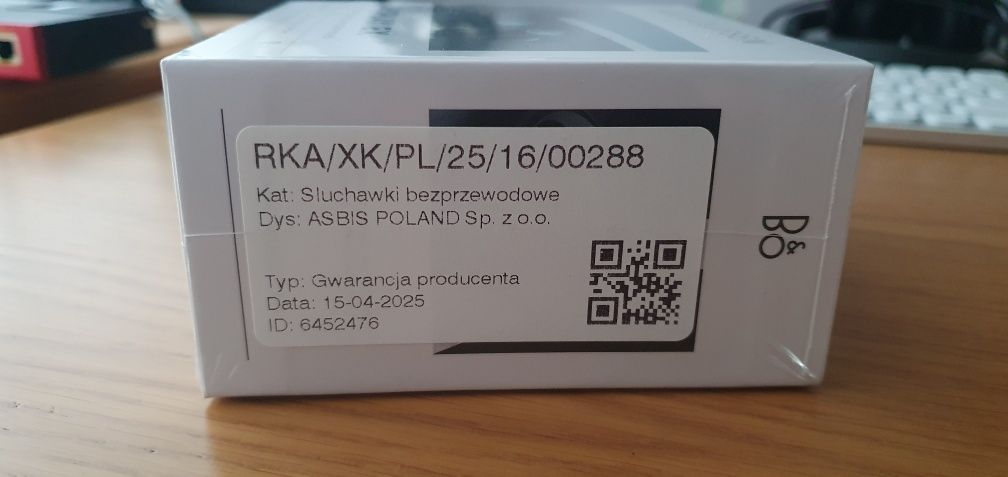 RKA/XK/PL/25/16/00288
Kat: Sluchawki bezprzewodowe
Dys: ASBIS POLAND Sp. z o.o.
Typ: Gwarancja producenta
Data: 15-04-2025
ID: 6452476
B&O